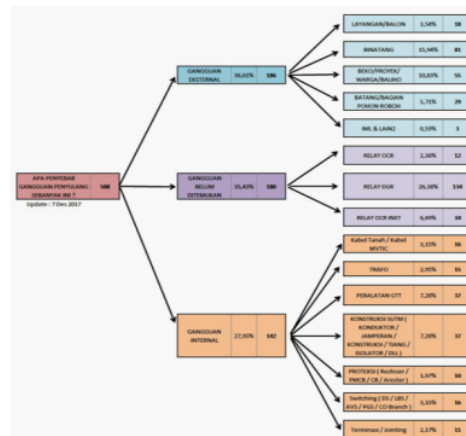 LAYANGAN/BALON 3,54% 18
GANGGUAN EKSTERNAL 36,61% 186
BINATANG 15,94% 81
BEKO/PROYEK/
WARGA/BALIHO 10,83% 55
BATANG/BAGIAN
POHON ROBOH 5,71% 29
IML & LAIN2 0,59% 3
APA PENYEBAB
GANGGUAN PENYULANG
SEBANYAK INI ? 508
Update : 7 Des 2017
GANGGUAN
BELUM
DITEMUKAN 35,43% 180
RELAY OCR 2,36% 12
RELAY DGR 26,38% 134
RELAY OCR INST 6,69% 34
GANGGUAN
INTERNAL 27,95% 142
Kabel Tanah / Kabel
MVTIC 3,15% 16
TRAFO 2,95% 15
PERALATAN GTT 7,28% 37
KONSTRUKSI SUTM (
KONDUKTOR /
JAMPERAN /
KONSTRUKSI / TIANG /
ISOLATOR / DLL ) 7,28% 37
PROTEKSI ( Recloser /
PMCB / CB / Arrester ) 1,97% 10
Switching ( DS / LBS /
AVS / PGS / CO Branch ) 3,15% 16
Terminasi / Jointing 2,17% 11